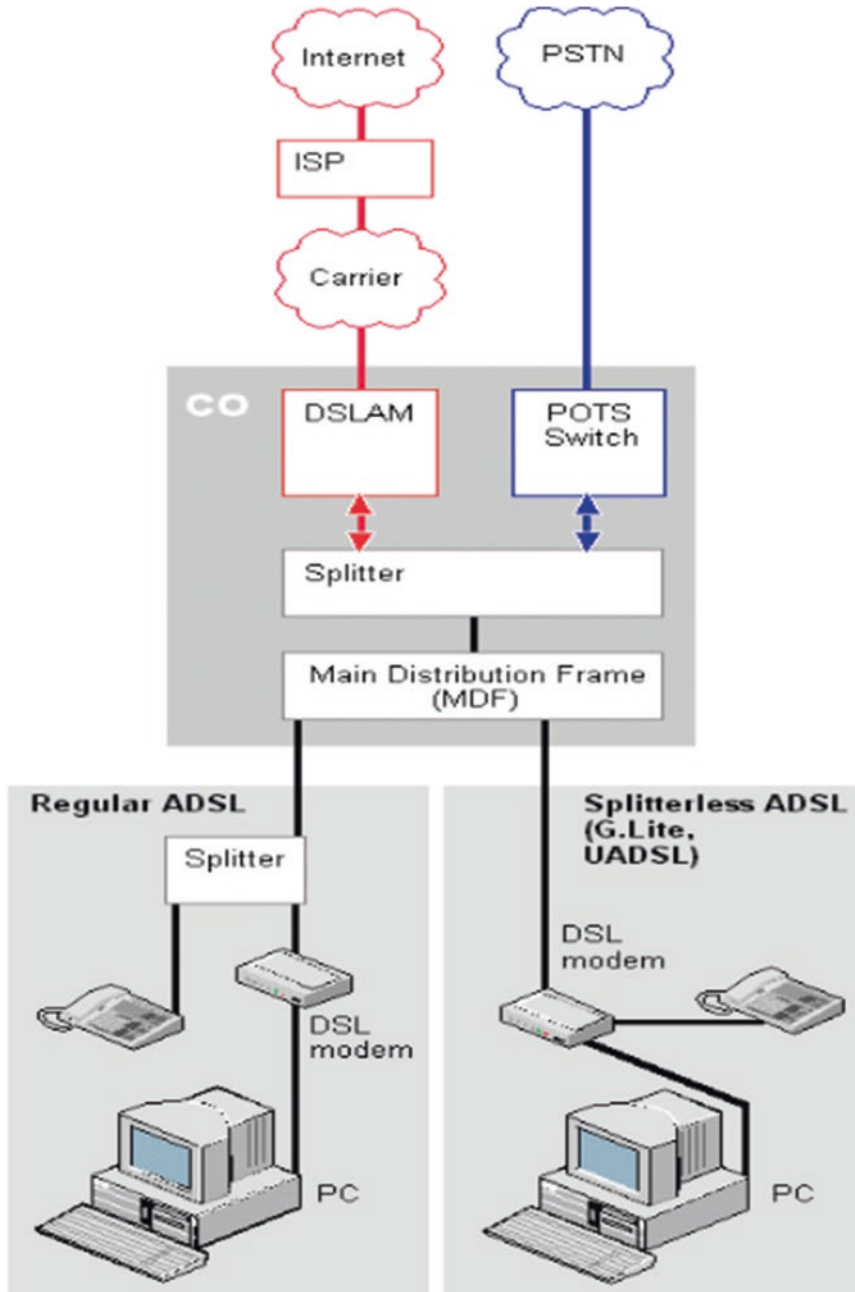 Internet
PSTN
ISP
Carrier
CO
DSLAM
POTS
Switch
Splitter
Main Distribution Frame
(MDF)
Regular ADSL
Splitter
DSL
modem
PC
Splitterless ADSL
(G.Lite,
UADSL)
DSL
modem
PC